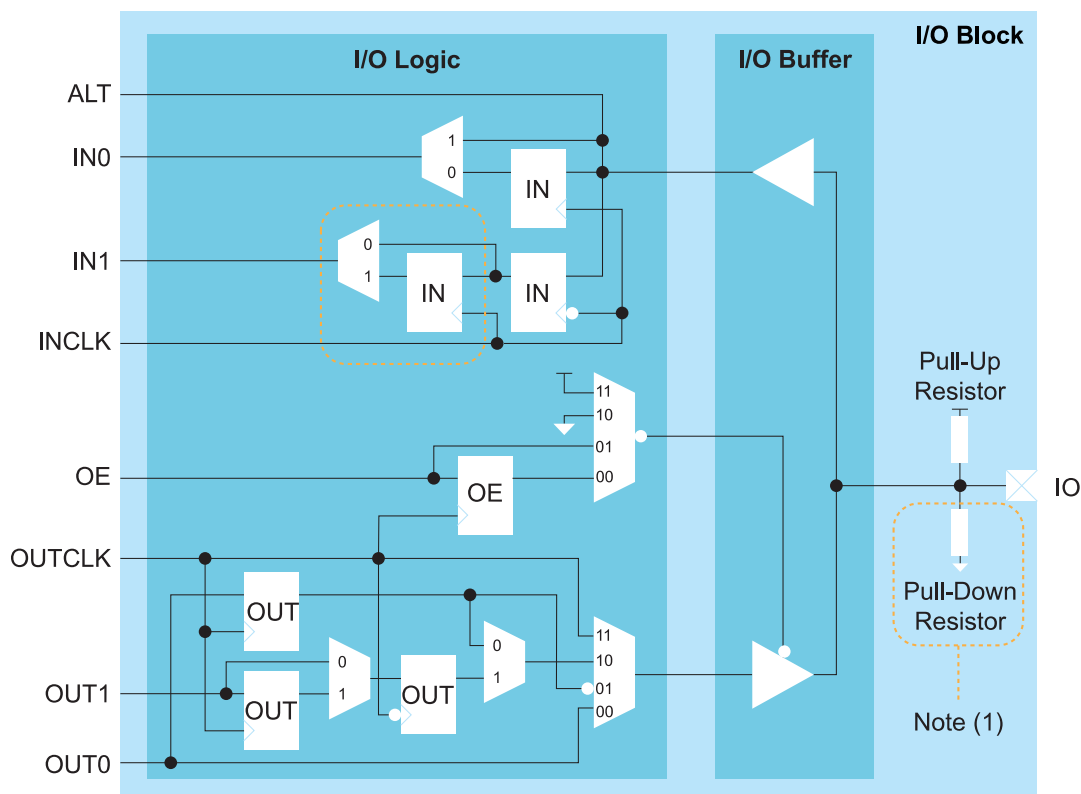 I/O Block
I/O Logic
I/O Buffer
ALT
IN0
1
0
IN
IN1
0
1
IN
IN
INCLK
11
10
01
00
OE
OE
Pull-Up
Resistor
IO
Pull-Down
Resistor
Note (1)
OUTCLK
OUT
OUT1
0
1
OUT
OUT
0
1
11
10
01
00
OUT0